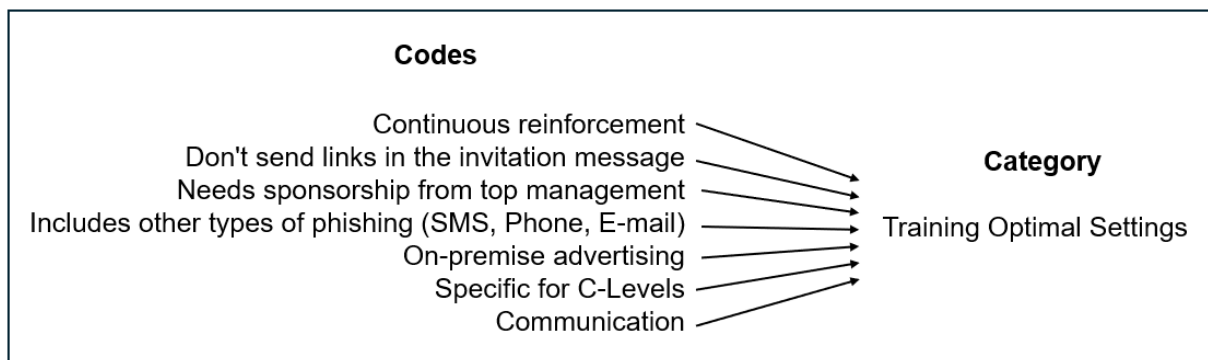 Codes
Continuous reinforcement
Don't send links in the invitation message
Needs sponsorship from top management
Includes other types of phishing (SMS, Phone, E-mail)
On-premise advertising
Specific for C-Levels
Communication
Category
Training Optimal Settings